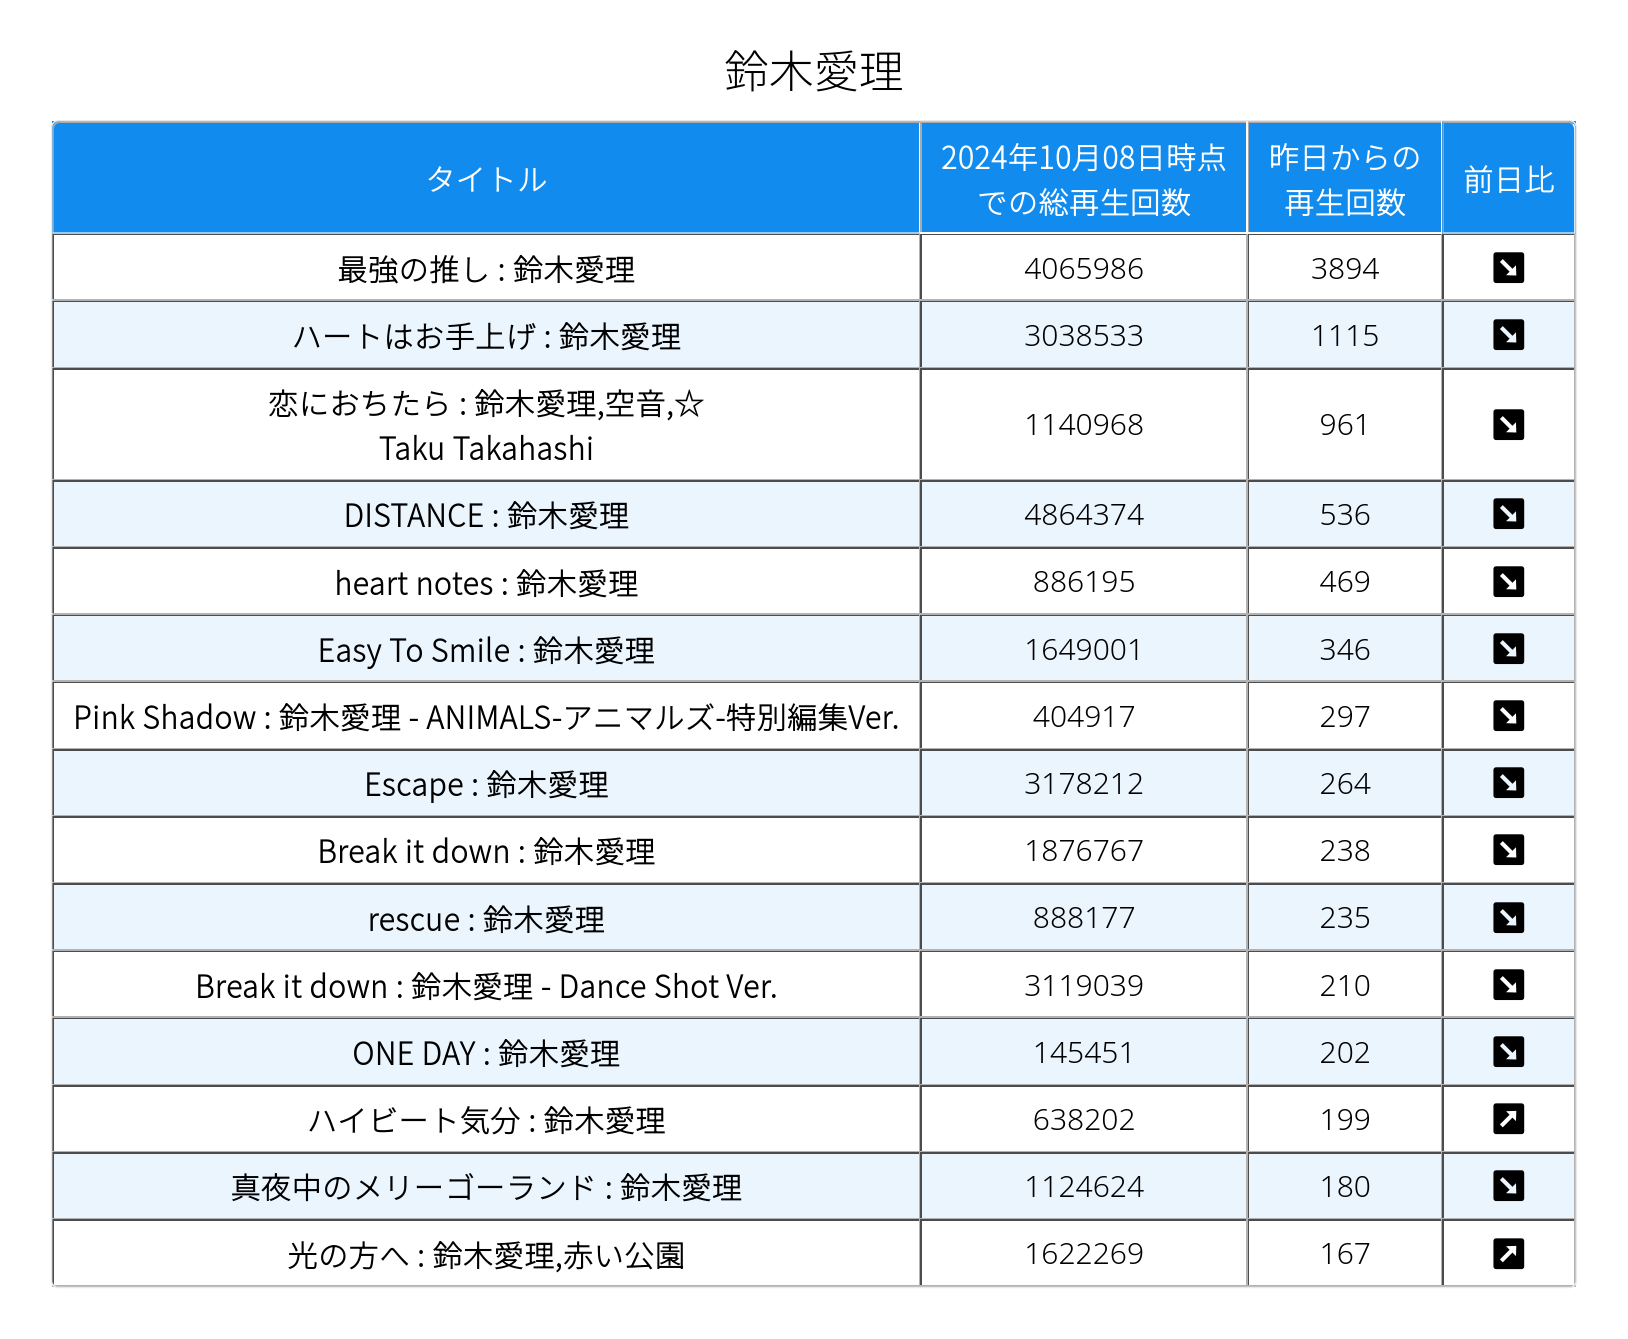 鈴木愛理
タイトル
2024年10月08日時点
での総再生回数
昨日からの
再生回数
前日比
最強の推し : 鈴木愛理 4065986 3894
ハートはお手上げ : 鈴木愛理 3038533 1115
恋におちたら : 鈴木愛理,空音,☆
Taku Takahashi 1140968 961
DISTANCE : 鈴木愛理 4864374 536
heart notes : 鈴木愛理 886195 469
Easy To Smile : 鈴木愛理 1649001 346
Pink Shadow : 鈴木愛理 - ANIMALS-アニマルズ-特別編集Ver. 404917 297
Escape : 鈴木愛理 3178212 264
Break it down : 鈴木愛理 1876767 238
rescue : 鈴木愛理 888177 235
Break it down : 鈴木愛理 - Dance Shot Ver. 3119039 210
ONE DAY : 鈴木愛理 145451 202
ハイビート気分 : 鈴木愛理 638202 199
真夜中のメリーゴーランド : 鈴木愛理 1124624 180
光の方へ : 鈴木愛理,赤い公園 1622269 167